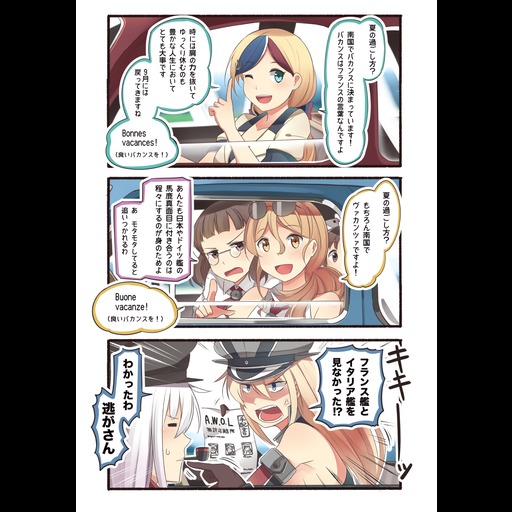 夏の過ごし方？
南国でバカンスに決まっています！
バカンスはフランスの言葉なんですよ
時には肩の力を抜いて
ゆっくり休むのも
豊かな人生において
とても大事です
９月には
戻ってきますね
Bonnes
vacances!
(良いバカンスを！)
夏の過ごし方？
もちろん南国で
ヴァカンツァですよ！
あんたも日本やドイツ艦の
馬鹿真面目に付き合うのは
程々にするのが身のためよ
あ モタモタしてると
追いつかれるわ
Buone
vacanze!
(良いバカンスを！)
キキーッ
フランス艦と
イタリア艦を
見なかった!?
A.W.O.L
わかったわ
逃がさん